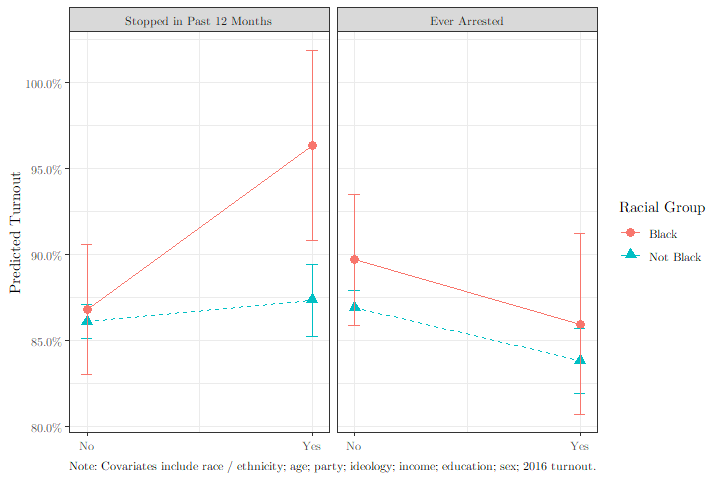 Stopped in Past 12 Months
Ever Arrested
Predicted Turnout
100.0%
95.0%
90.0%
85.0%
80.0%
No
Yes
No
Yes
Racial Group
Black
Not Black
Note: Covariates include race / ethnicity; age; party; ideology; income; education; sex; 2016 turnout.